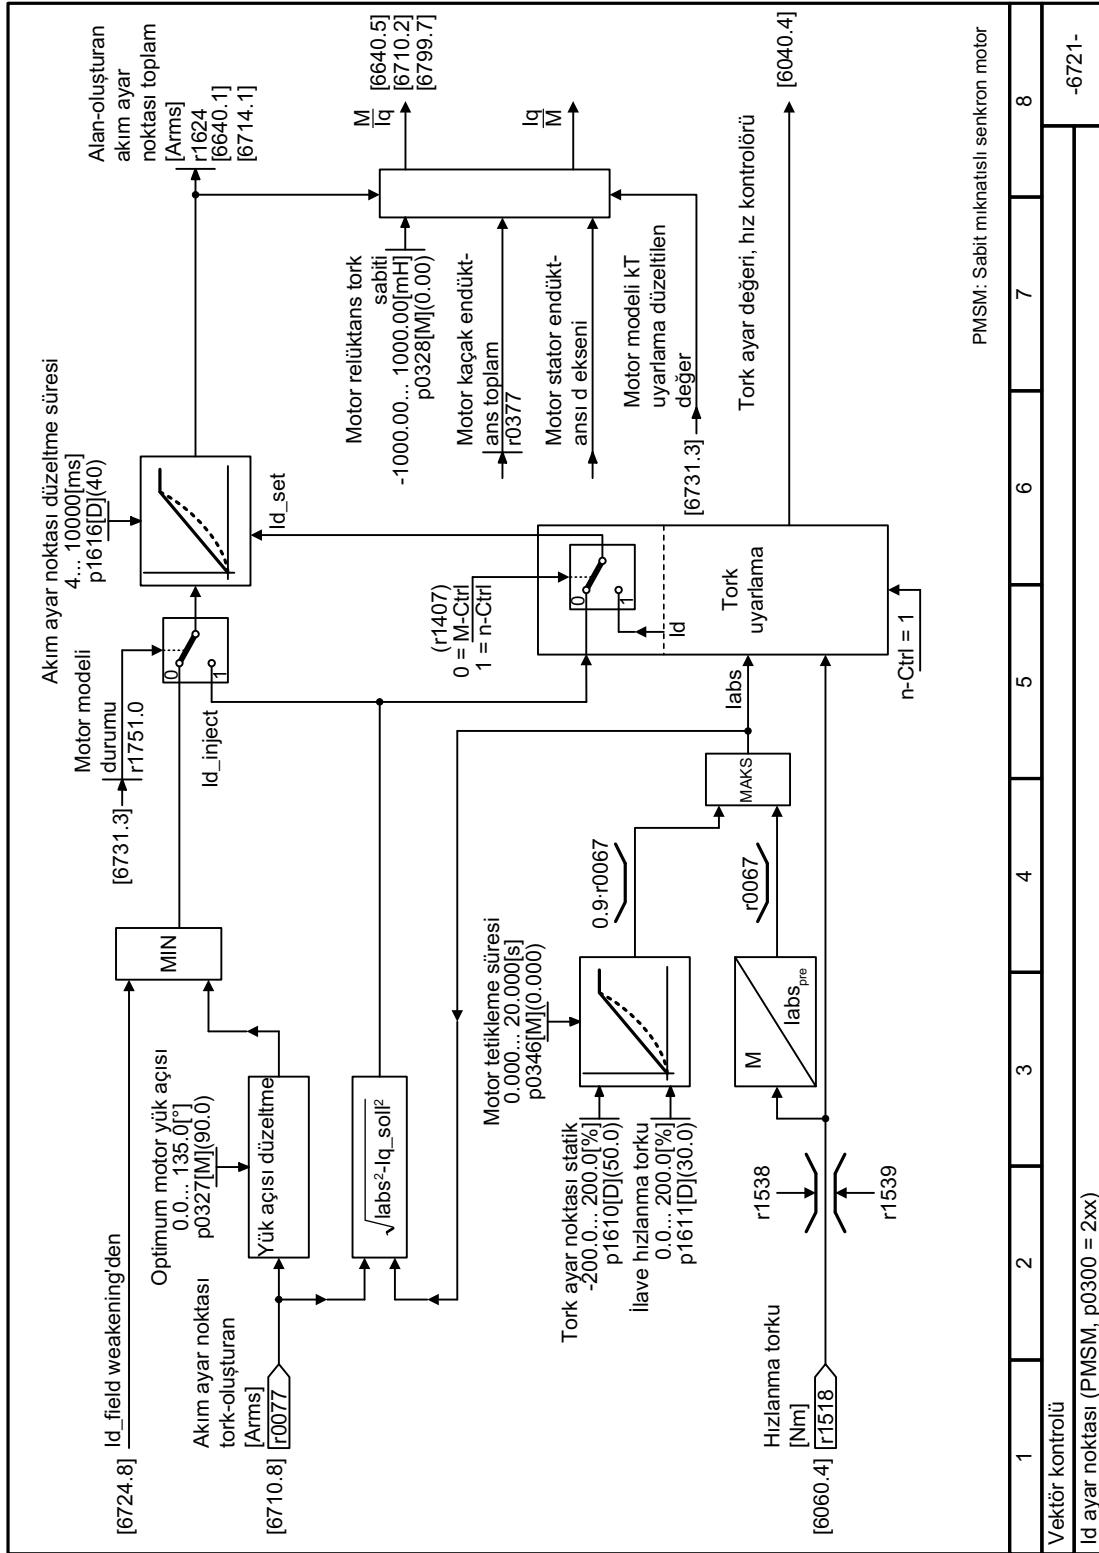 [6724.8]
Id_field weakening'den
Optimum motor yük açısı
0.0... 135.0[°]
p0327[M](90.0)
Akım ayar noktası
tork-oluşturan
[Arms]
[6710.8]
r0077
Yük açısı düzeltme
MIN
√Iabs²-Iq_soll²
[6731.3]
Motor modeli
durumu
r1751.0
0
1
Id_inject
Akım ayar noktası düzeltme süresi
4... 10000[ms]
p1616[D](40)
Id_set
Alan-oluşturan
akım ayar
noktası toplam
[Arms]
r1624
[6640.1]
[6714.1]
M
Iq
[6640.5]
[6710.2]
[6799.7]
Iq
M
Motor relüktans tork
sabiti
-1000.00... 1000.00[mH]
p0328[M](0.00)
Motor kaçak endükt-
ans toplam
r0377
Motor stator endükt-
ansı d ekseni
Motor modeli kT
uyarlama düzeltilen
değer
[6731.3]
Tork ayar noktası statik
-200.0... 200.0[%]
p1610[D](50.0)
İlave hızlanma torku
0.0... 200.0[%]
p1611[D](30.0)
Motor tetikleme süresi
0.000... 20.000[s]
p0346[M](0.000)
0.9·r0067
r0067
MAKS
Iabs
(r1407)
0 = M-Ctrl
1 = n-Ctrl
0
1
Id
Tork
uyarlama
n-Ctrl = 1
Tork ayar değeri, hız kontrolörü
[6040.4]
M
Iabs
pre
r1538
r1539
Hızlanma torku
[Nm]
[6060.4]
r1518
PMSM: Sabit mıknatıslı senkron motor
1
2
3
4
5
6
7
8
Vektör kontrolü
-6721-
Id ayar noktası (PMSM, p0300 = 2xx)